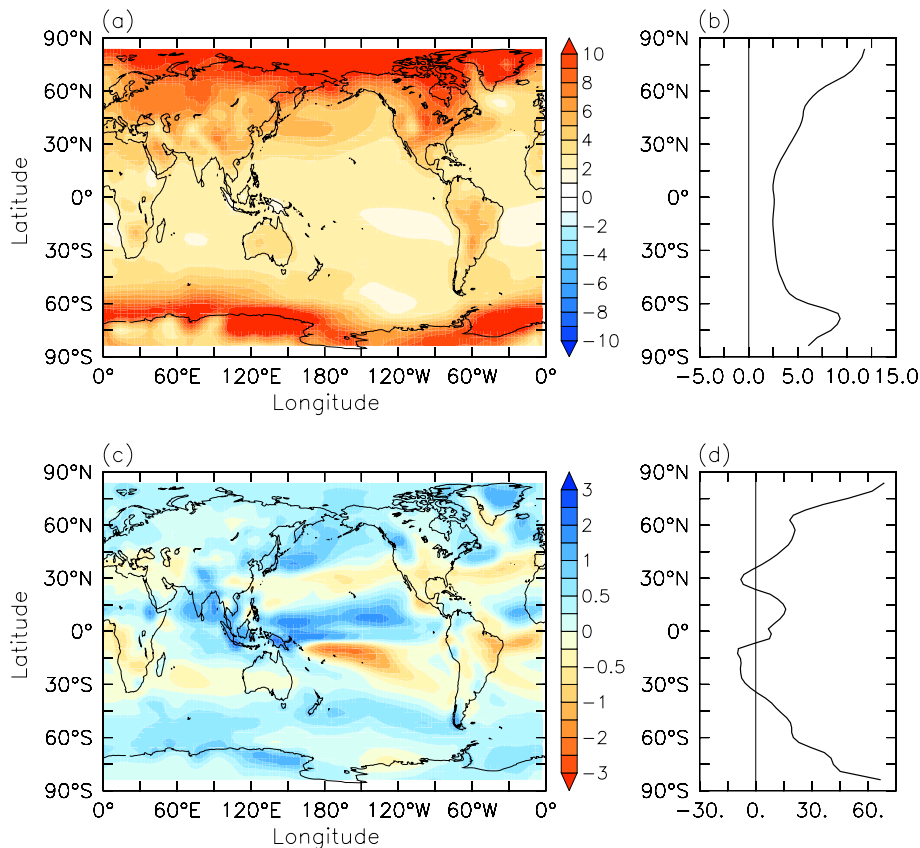 (a)
90°N
60°N
30°N
0°
30°S
60°S
90°S
Latitude
0° 60°E 120°E 180° 120°W 60°W 0°
Longitude
10
8
6
4
2
0
−2
−4
−6
−8
−10
(b)
90°N
60°N
30°N
0°
30°S
60°S
90°S
−5.0 0.0 5.0 10.0 15.0
(c)
90°N
60°N
30°N
0°
30°S
60°S
90°S
Latitude
0° 60°E 120°E 180° 120°W 60°W 0°
Longitude
3
2
1
0.5
0
−0.5
−1
−2
−3
(d)
90°N
60°N
30°N
0°
30°S
60°S
90°S
−30. 0. 30. 60.